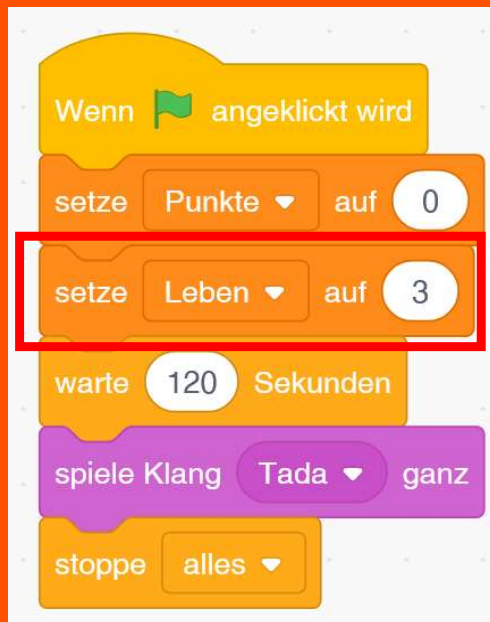 Wenn angeklickt wird
setze Punkte auf 0
setze Leben auf 3
warte 120 Sekunden
spiele Klang Tada ganz
stoppe alles